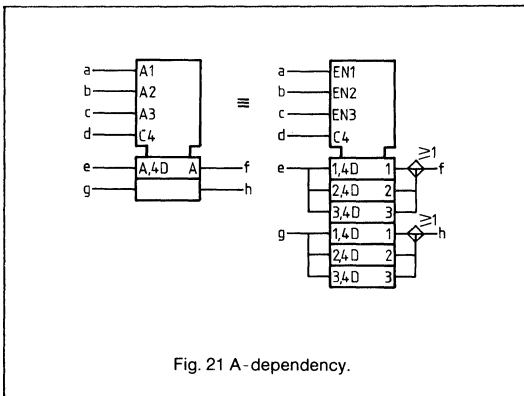 a A1 a EN1
b A2 ≡ b EN2
c A3 c EN3
d C4 d C4
≥1
e A,4D A f e 1,4D 1 f
g h 2,4D 2
3,4D 3 ≥1
g 1,4D 1 h
2,4D 2
3,4D 3
Fig. 21 A-dependency.